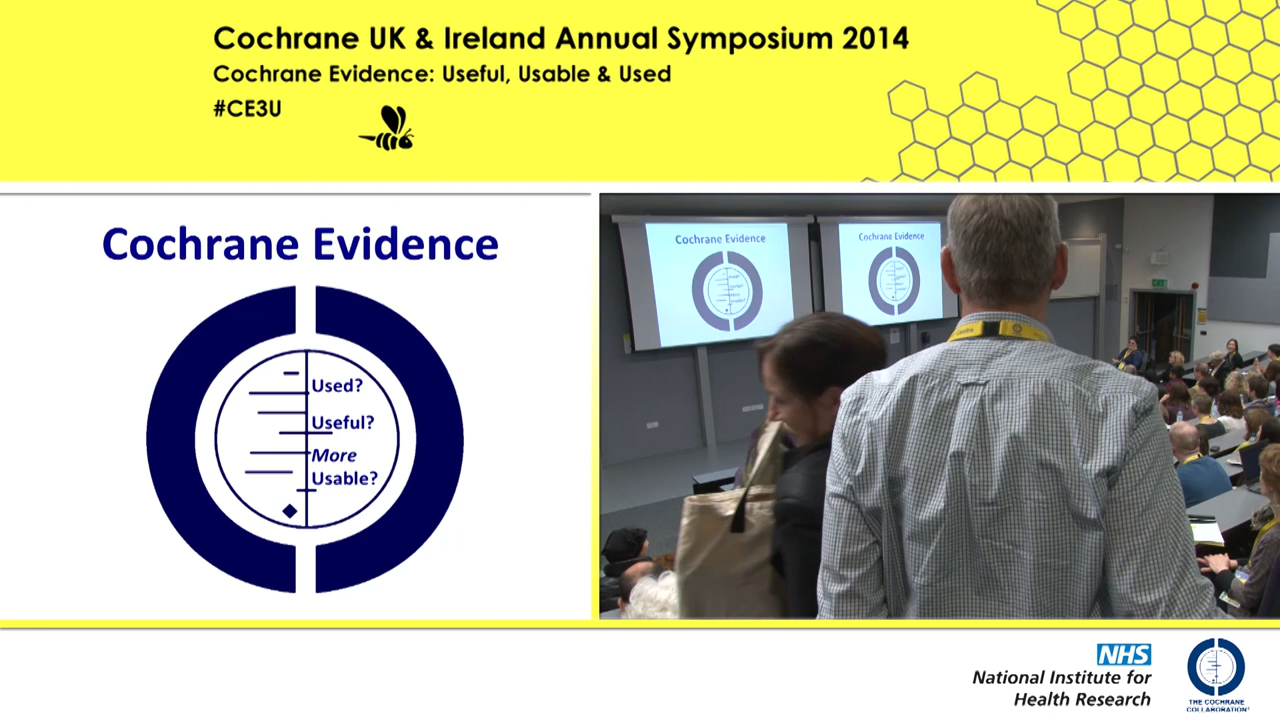 Cochrane UK & Ireland Annual Symposium 2014
Cochrane Evidence: Useful, Usable & Used
#CE3U
Cochrane Evidence
Used?
Useful?
More
Usable?
Cochrane Evidence
Cochrane Evidence
NHS
National Institute for
Health Research
THE COCHRANE
COLLABORATION®